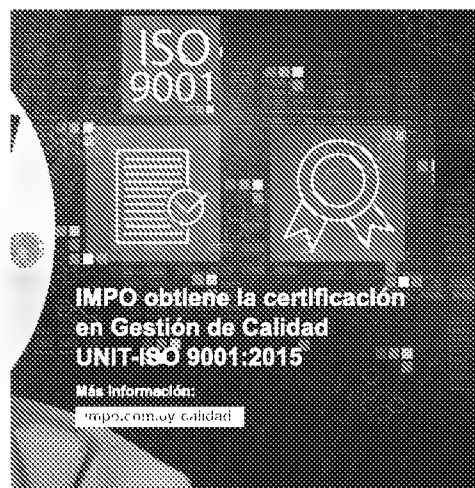 ISO
9001
IMPO obtiene la certificación
en Gestión de Calidad
UNIT-ISO 9001:2015
Más información:
impo.com.uy/calidad